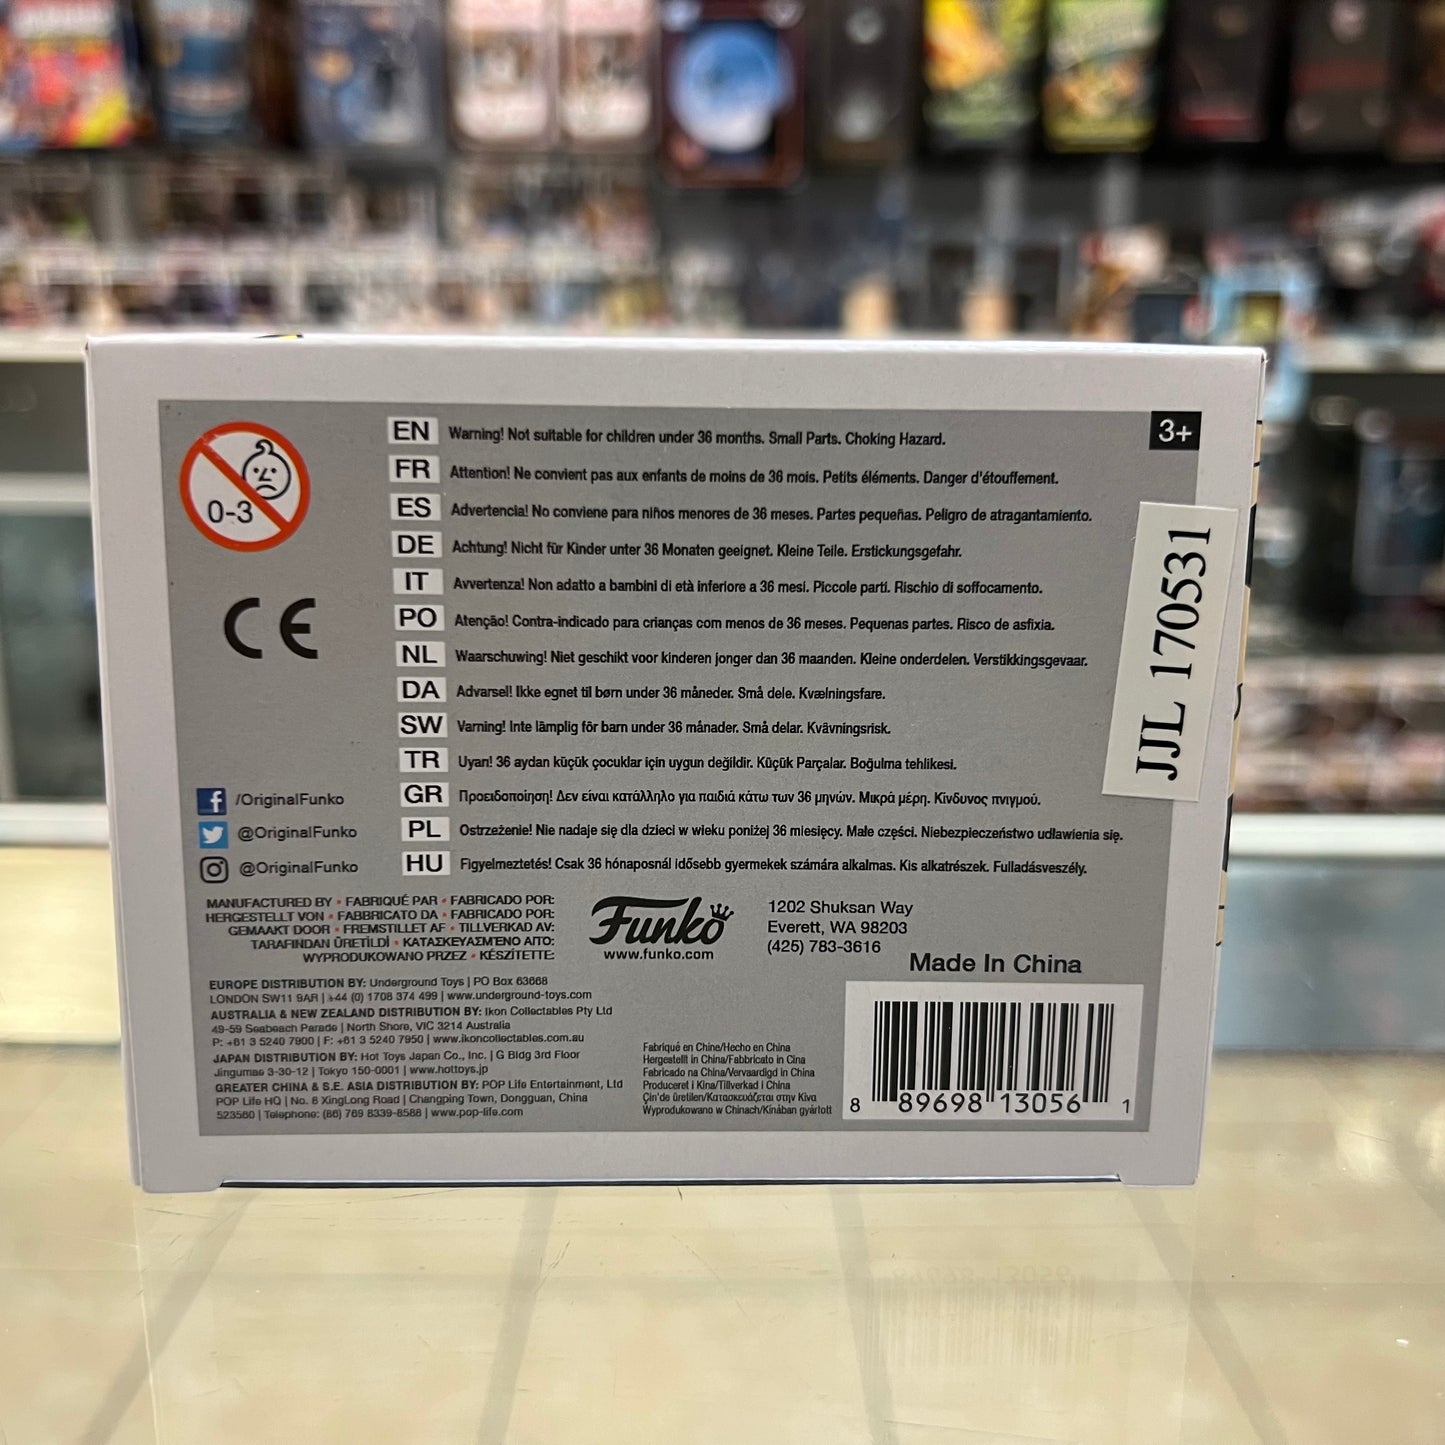 3+
0-3
EN Warning! Not suitable for children under 36 months. Small Parts. Choking Hazard.
FR Attention! Ne convient pas aux enfants de moins de 36 mois. Petits éléments. Danger d'étouffement.
ES Advertencia! No conviene para niños menores de 36 meses. Partes pequeñas. Peligro de atragantamiento.
DE Achtung! Nicht für Kinder unter 36 Monaten geeignet. Kleine Teile. Erstickungsgefahr.
IT Avvertenza! Non adatto a bambini di età inferiore a 36 mesi. Piccole parti. Rischio di soffocamento.
PO Atenção! Contra-indicado para crianças com menos de 36 meses. Pequenas partes. Risco de asfixia.
NL Waarschuwing! Niet geschikt voor kinderen jonger dan 36 maanden. Kleine onderdelen. Verstikkingsgevaar.
DA Advarsel! Ikke egnet til børn under 36 måneder. Små dele. Kvælningsfare.
SW Varning! Inte lämplig för barn under 36 månader. Små delar. Kvävningsrisk.
TR Uyarı! 36 aydan küçük çocuklar için uygun değildir. Küçük Parçalar. Boğulma tehlikesi.
GR Προειδοποίηση! Δεν είναι κατάλληλο για παιδιά κάτω των 36 μηνών. Μικρά μέρη. Κίνδυνος πνιγμού.
PL Ostrzeżenie! Nie nadaje się dla dzieci w wieku poniżej 36 miesięcy. Małe części. Niebezpieczeństwo udławienia się.
HU Figyelmeztetés! Csak 36 hónaposnál idősebb gyermekek számára alkalmas. Kis alkatrészek. Fulladásveszély.
CE
/OriginalFunko
@OriginalFunko
@OriginalFunko
JJL 170531
MANUFACTURED BY • FABRIQUÉ PAR • FABRICADO POR:
HERGESTELLT VON • FABBRICATO DA • FABRICADO POR:
GEMAAKT DOOR • FREMSTILLET AF • TILLVERKAD AV:
TARAFINDAN ÜRETİLDİ • ΚΑΤΑΣΚΕΥΑΣΜΈΝΟ ΑΠΌ:
WYPRODUKOWANO PRZEZ • KÉSZÍTETTE:
Funko
www.funko.com
1202 Shuksan Way
Everett, WA 98203
(425) 783-3616
Made In China
EUROPE DISTRIBUTION BY: Underground Toys | PO Box 63668
LONDON SW11 9AR | +44 (0) 1708 374 499 | www.underground-toys.com
AUSTRALIA & NEW ZEALAND DISTRIBUTION BY: Ikon Collectables Pty Ltd
49-59 Seabeach Parade | North Shore, VIC 3214 Australia
P: +61 3 5240 7900 | F: +61 3 5240 7950 | www.ikoncollectables.com.au
JAPAN DISTRIBUTION BY: Hot Toys Japan Co., Inc. | G Bldg 3rd Floor
Jingumae 3-30-12 | Tokyo 150-0001 | www.hottoys.jp
GREATER CHINA & S.E. ASIA DISTRIBUTION BY: POP Life Entertainment, Ltd
POP Life HQ | No. 6 XingLong Road | Changping Town, Dongguan, China
523560 | Telephone: (86) 769 8339-8588 | www.pop-life.com
Fabriqué en Chine/Hecho en China
Hergestellt in China/Fabbricato in Cina
Fabricado na China/Vervaardigd in China
Produceret i Kina/Tillverkad i China
Çin'de üretilen/Κατασκευάζεται στην Κίνα
Wyprodukowano w Chinach/Kínában gyártott
8 89698 13056 1